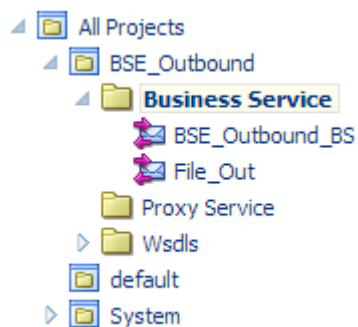 All Projects
BSE_Outbound
Business Service
BSE_Outbound_BS
File_Out
Proxy Service
Wsdls
default
System